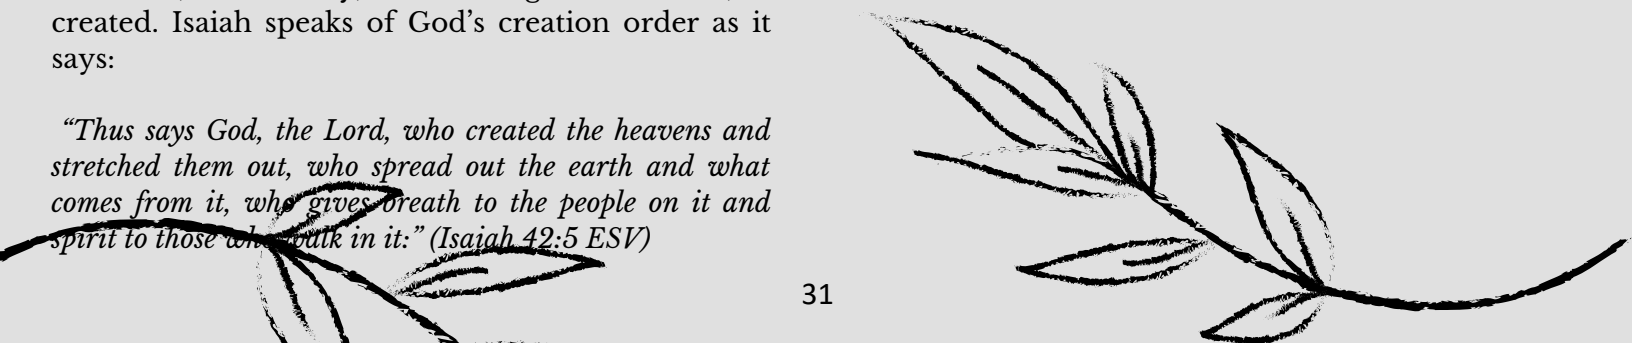 created. Isaiah speaks of God’s creation order as it
says:
“Thus says God, the Lord, who created the heavens and
stretched them out, who spread out the earth and what
comes from it, who gives breath to the people on it and
spirit to those who walk in it:” (Isaiah 42:5 ESV)
31